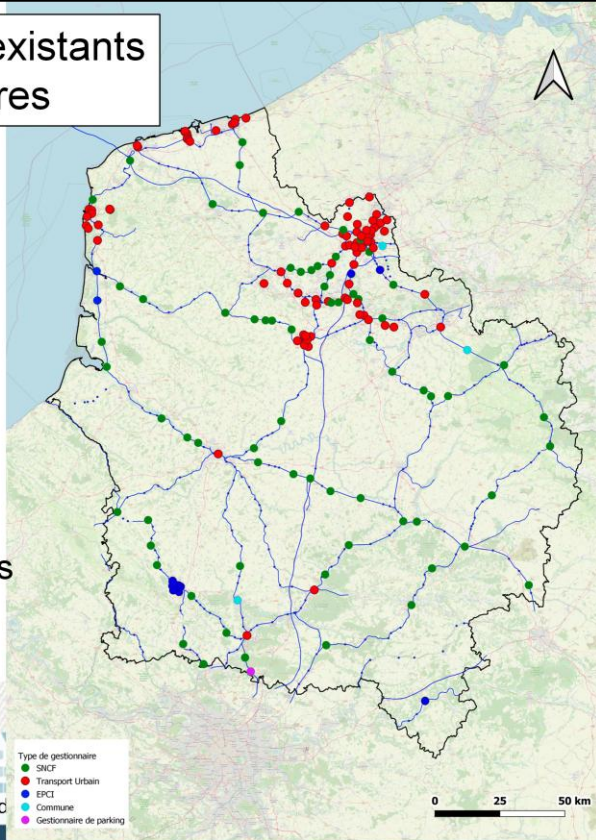 existants
res
s
Type de gestionnaire
SNCF
Transport Urbain
EPCI
Commune
Gestionnaire de parking
d
0 25 50 km